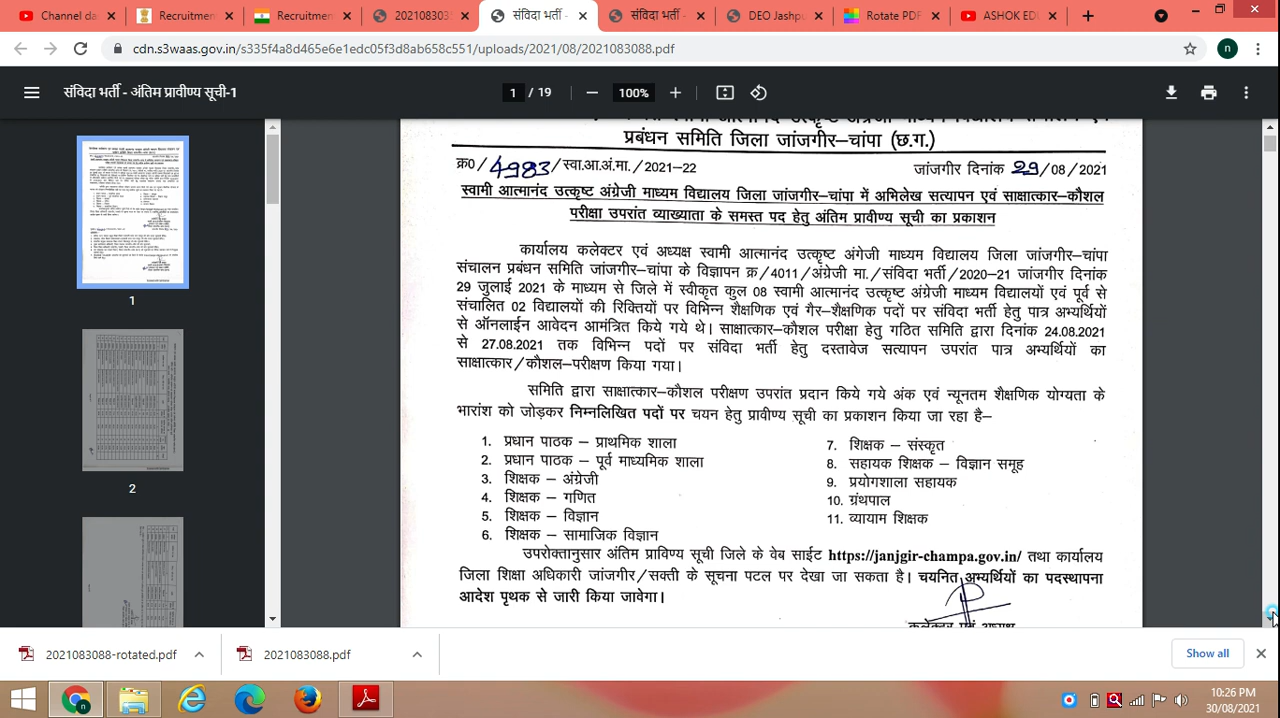 Channel da
Recruitmen
Recruitmen
202108303
संविदा भर्ती -
संविदा भर्ती -
DEO Jashpu
Rotate PDF
ASHOK EDU
cdn.s3waas.gov.in/s335f4a8d465e6e1edc05f3d8ab658c551/uploads/2021/08/2021083088.pdf
n
संविदा भर्ती - अंतिम प्रावीण्य सूची-1
1 / 19
100%
1
2
प्रबंधन समिति जिला जांजगीर–चांपा (छ.ग.)
क्र0/4983/स्वा.आ.अं.मा./2021–22
जांजगीर दिनांक 29/08/2021
स्वामी आत्मानंद उत्कृष्ट अंग्रेजी माध्यम विद्यालय जिला जांजगीर–चांपा में अभिलेख सत्यापन एवं साक्षात्कार–कौशल
परीक्षा उपरांत व्याख्याता के समस्त पद हेतु अंतिम प्रावीण्य सूची का प्रकाशन
कार्यालय कलेक्टर एवं अध्यक्ष स्वामी आत्मानंद उत्कृष्ट अंग्रेजी माध्यम विद्यालय जिला जांजगीर–चांपा
संचालन प्रबंधन समिति जांजगीर–चांपा के विज्ञापन क्र/4011/अंग्रेजी मा./संविदा भर्ती/2020–21 जांजगीर दिनांक
29 जुलाई 2021 के माध्यम से जिले में स्वीकृत कुल 08 स्वामी आत्मानंद उत्कृष्ट अंग्रेजी माध्यम विद्यालयों एवं पूर्व से
संचालित 02 विद्यालय की रिक्तियों पर विभिन्न शैक्षणिक एवं गैर–शैक्षणिक पदों पर संविदा भर्ती हेतु पात्र अभ्यर्थियों
से ऑनलाईन आवेदन आमंत्रित किये गये थे। साक्षात्कार–कौशल परीक्षा हेतु गठित समिति द्वारा दिनांक 24.08.2021
से 27.08.2021 तक विभिन्न पदों पर संविदा भर्ती हेतु दस्तावेज सत्यापन उपरांत पात्र अभ्यर्थियों का
साक्षात्कार/कौशल–परीक्षण किया गया।
समिति द्वारा साक्षात्कार–कौशल परीक्षण उपरांत प्रदान किये गये अंक एवं न्यूनतम शैक्षणिक योग्यता के
भारांश को जोड़कर निम्नलिखित पदों पर चयन हेतु प्रावीण्य सूची का प्रकाशन किया जा रहा है–
1. प्रधान पाठक – प्राथमिक शाला
2. प्रधान पाठक – पूर्व माध्यमिक शाला
3. शिक्षक – अंग्रेजी
4. शिक्षक – गणित
5. शिक्षक – विज्ञान
6. शिक्षक – सामाजिक विज्ञान
7. शिक्षक – संस्कृत
8. सहायक शिक्षक – विज्ञान समूह
9. प्रयोगशाला सहायक
10. ग्रंथपाल
11. व्यायाम शिक्षक
उपरोक्तानुसार अंतिम प्राविण्य सूची जिले के वेब साईट https://janjgir-champa.gov.in/ तथा कार्यालय
जिला शिक्षा अधिकारी जांजगीर/सक्ती के सूचना पटल पर देखा जा सकता है। चयनित अभ्यर्थियों का पदस्थापना
आदेश पृथक से जारी किया जावेगा।
कलेक्टर एवं अध्यक्ष
2021083088-rotated.pdf
2021083088.pdf
Show all
10:26 PM
30/08/2021